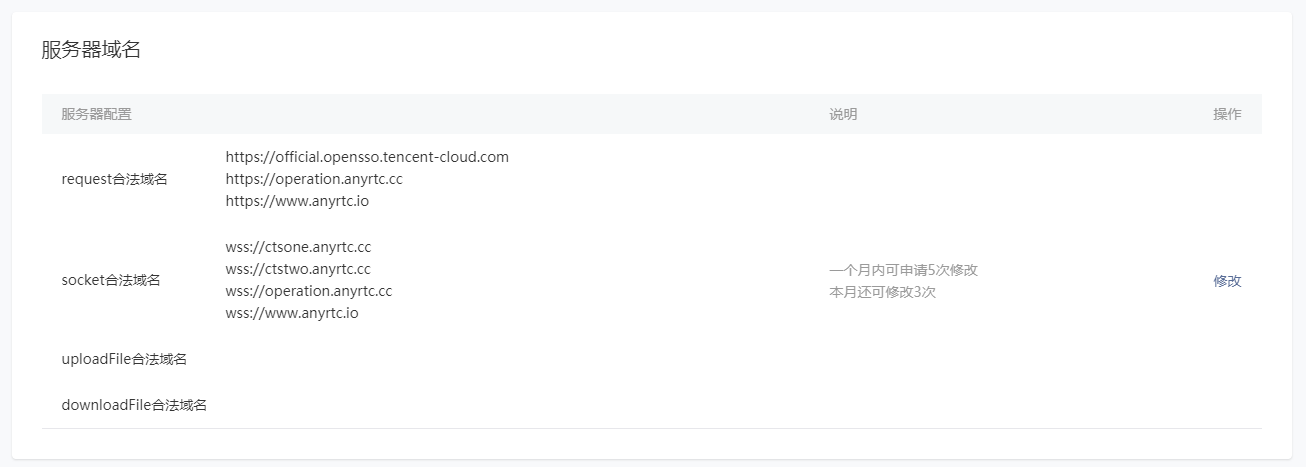 服务器域名
服务器配置 说明 操作
request合法域名
https://official.opensso.tencent-cloud.com
https://operation.anyrtc.cc
https://www.anyrtc.io
socket合法域名
wss://ctsone.anyrtc.cc
wss://ctstwo.anyrtc.cc
wss://operation.anyrtc.cc
wss://www.anyrtc.io
一个月内可申请5次修改
本月还可修改3次
修改
uploadFile合法域名
downloadFile合法域名